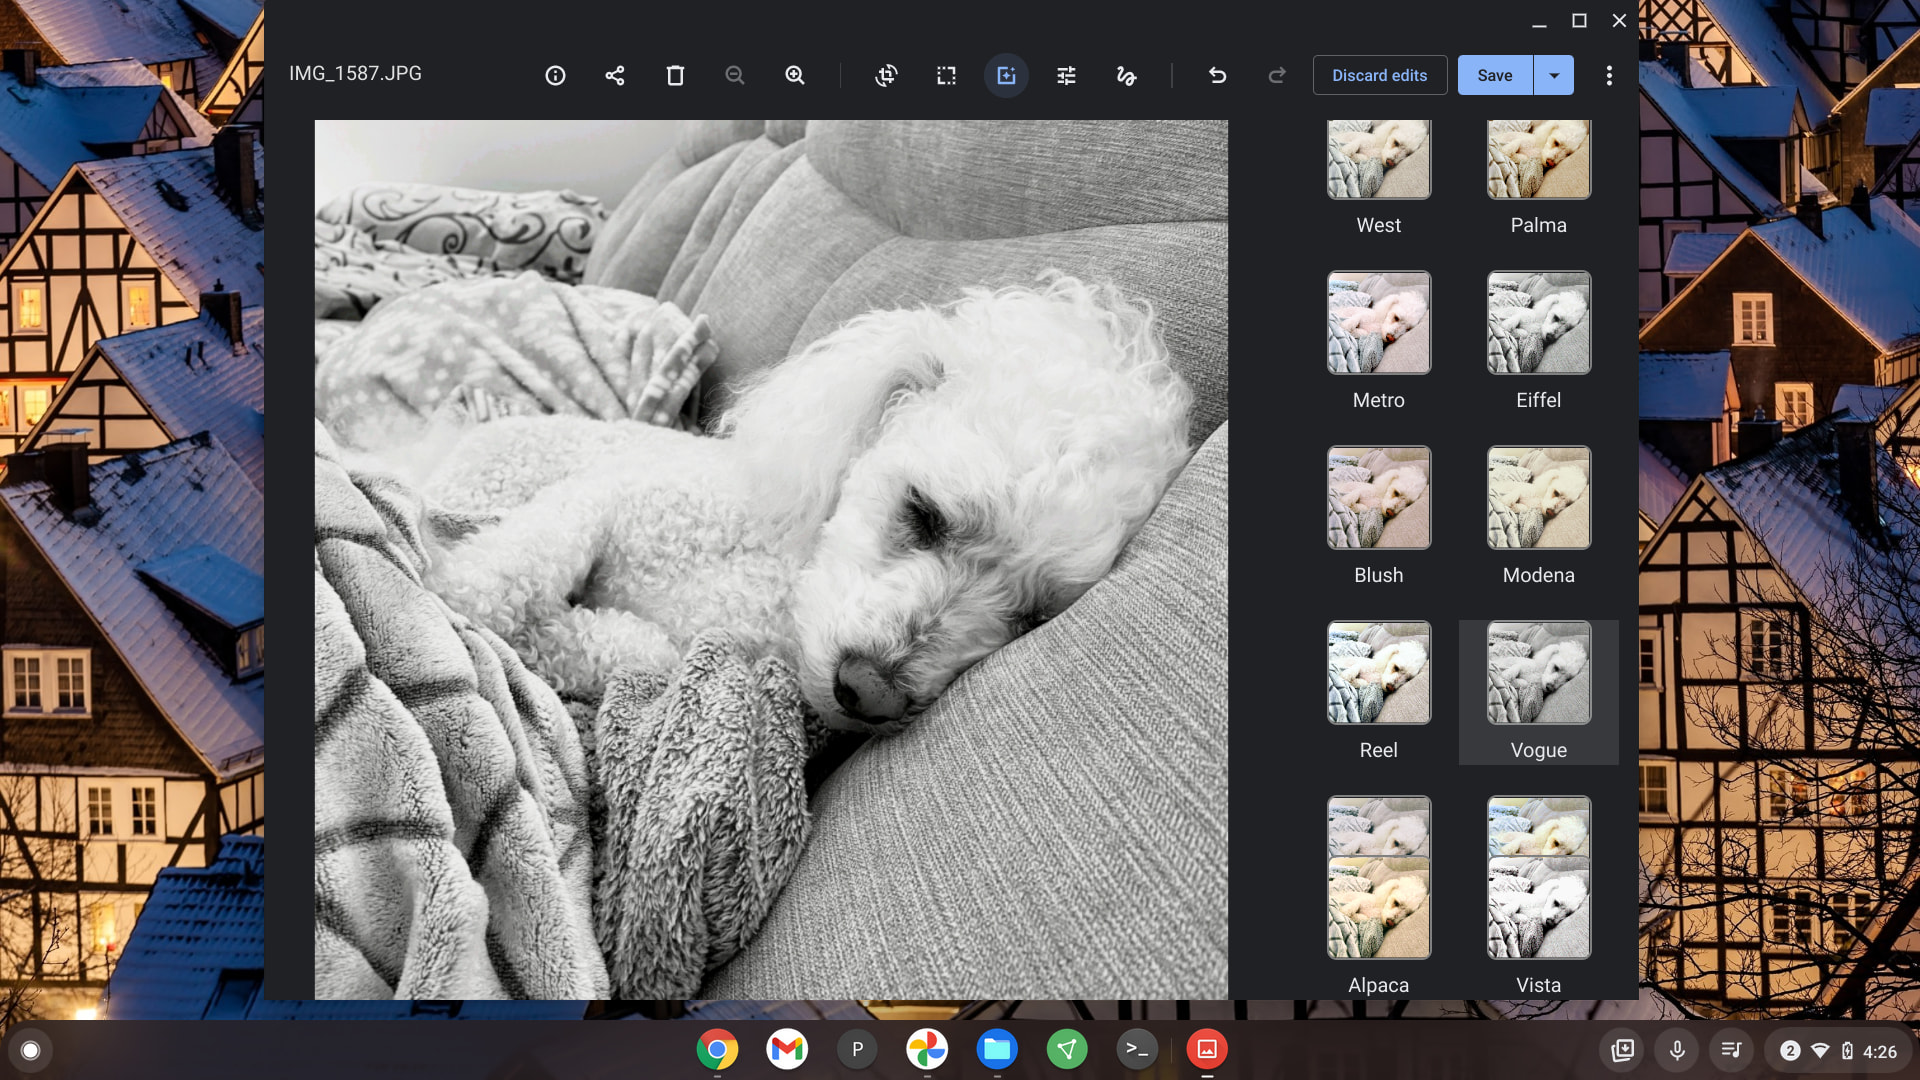 IMG_1587.JPG
Discard edits
Save
West
Palma
Metro
Eiffel
Blush
Modena
Reel
Vogue
Alpaca
Vista
P
>_
2
4:26